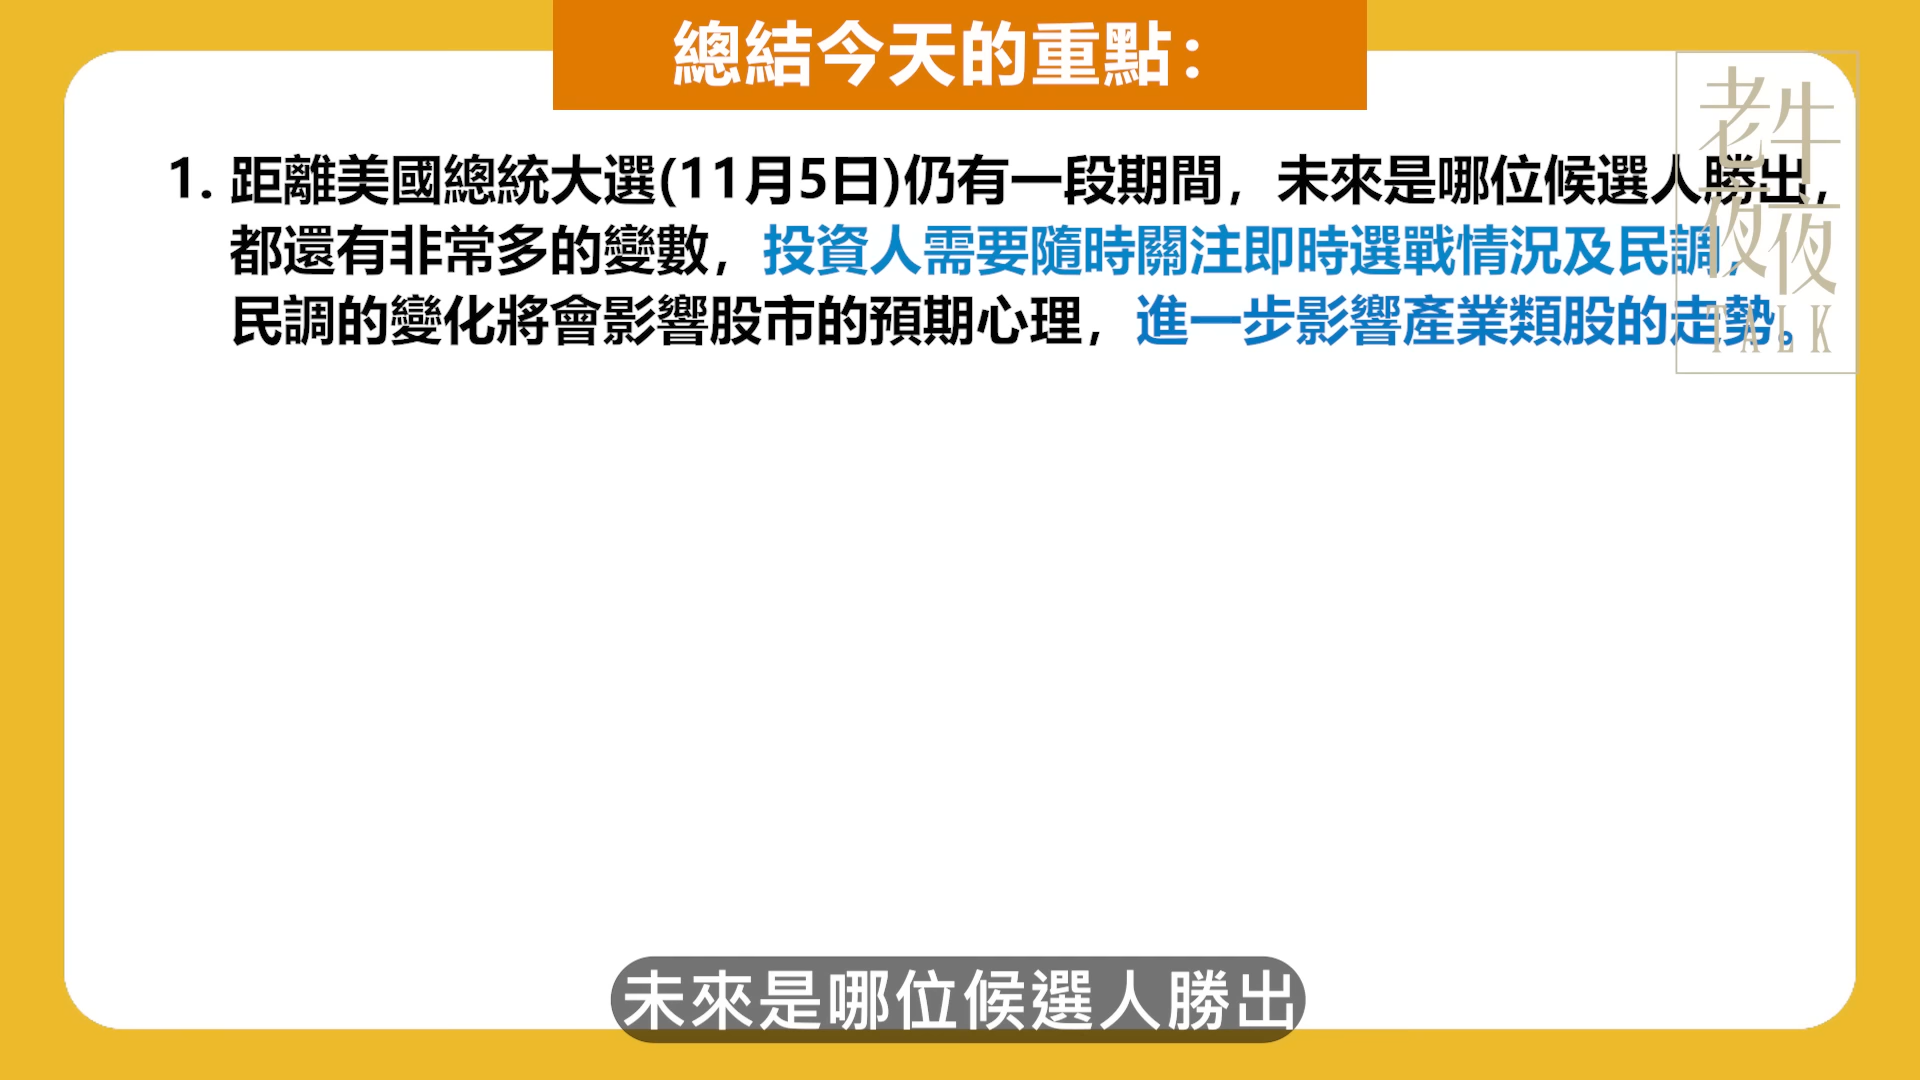 總結今天的重點：
1. 距離美國總統大選(11月5日)仍有一段期間，未來是哪位候選人勝出，
都還有非常多的變數，投資人需要隨時關注即時選戰情況及民調，
民調的變化將會影響股市的預期心理，進一步影響產業類股的走勢。
老牛
夜夜
TALK
未來是哪位候選人勝出